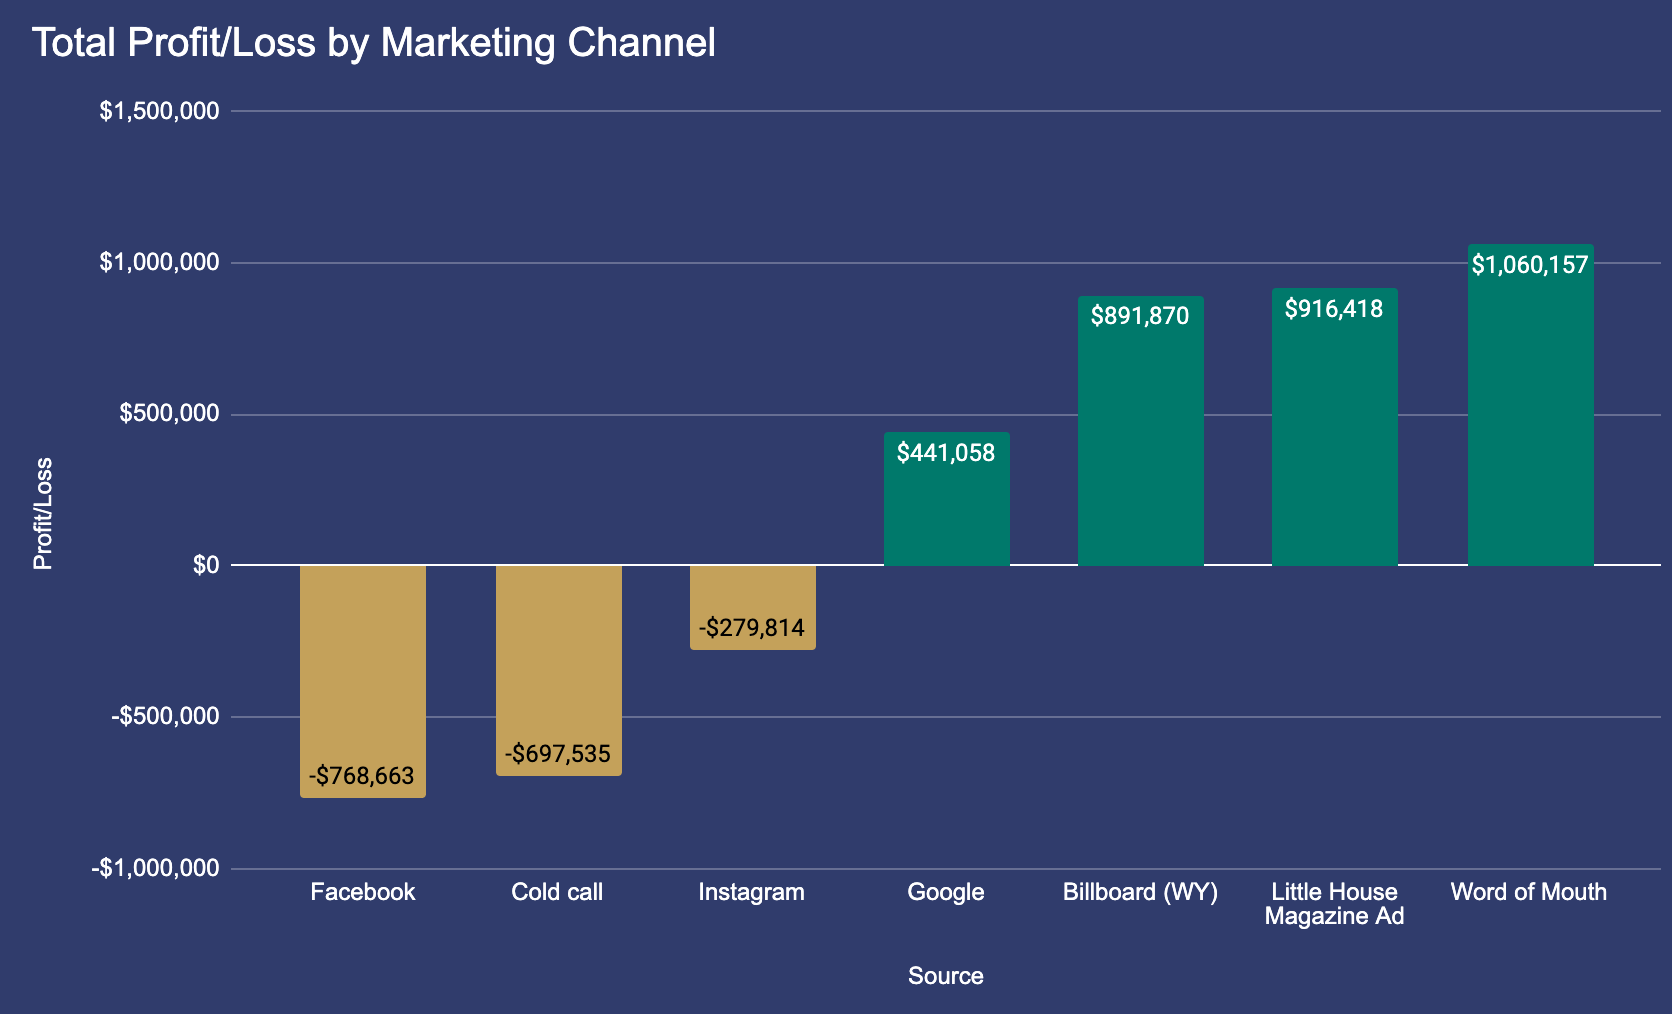 Total Profit/Loss by Marketing Channel
$1,500,000
$1,000,000
$500,000
$0
-$500,000
-$1,000,000
Profit/Loss
-$768,663
-$697,535
-$279,814
$441,058
$891,870
$916,418
$1,060,157
Facebook
Cold call
Instagram
Google
Billboard (WY)
Little House
Magazine Ad
Word of Mouth
Source